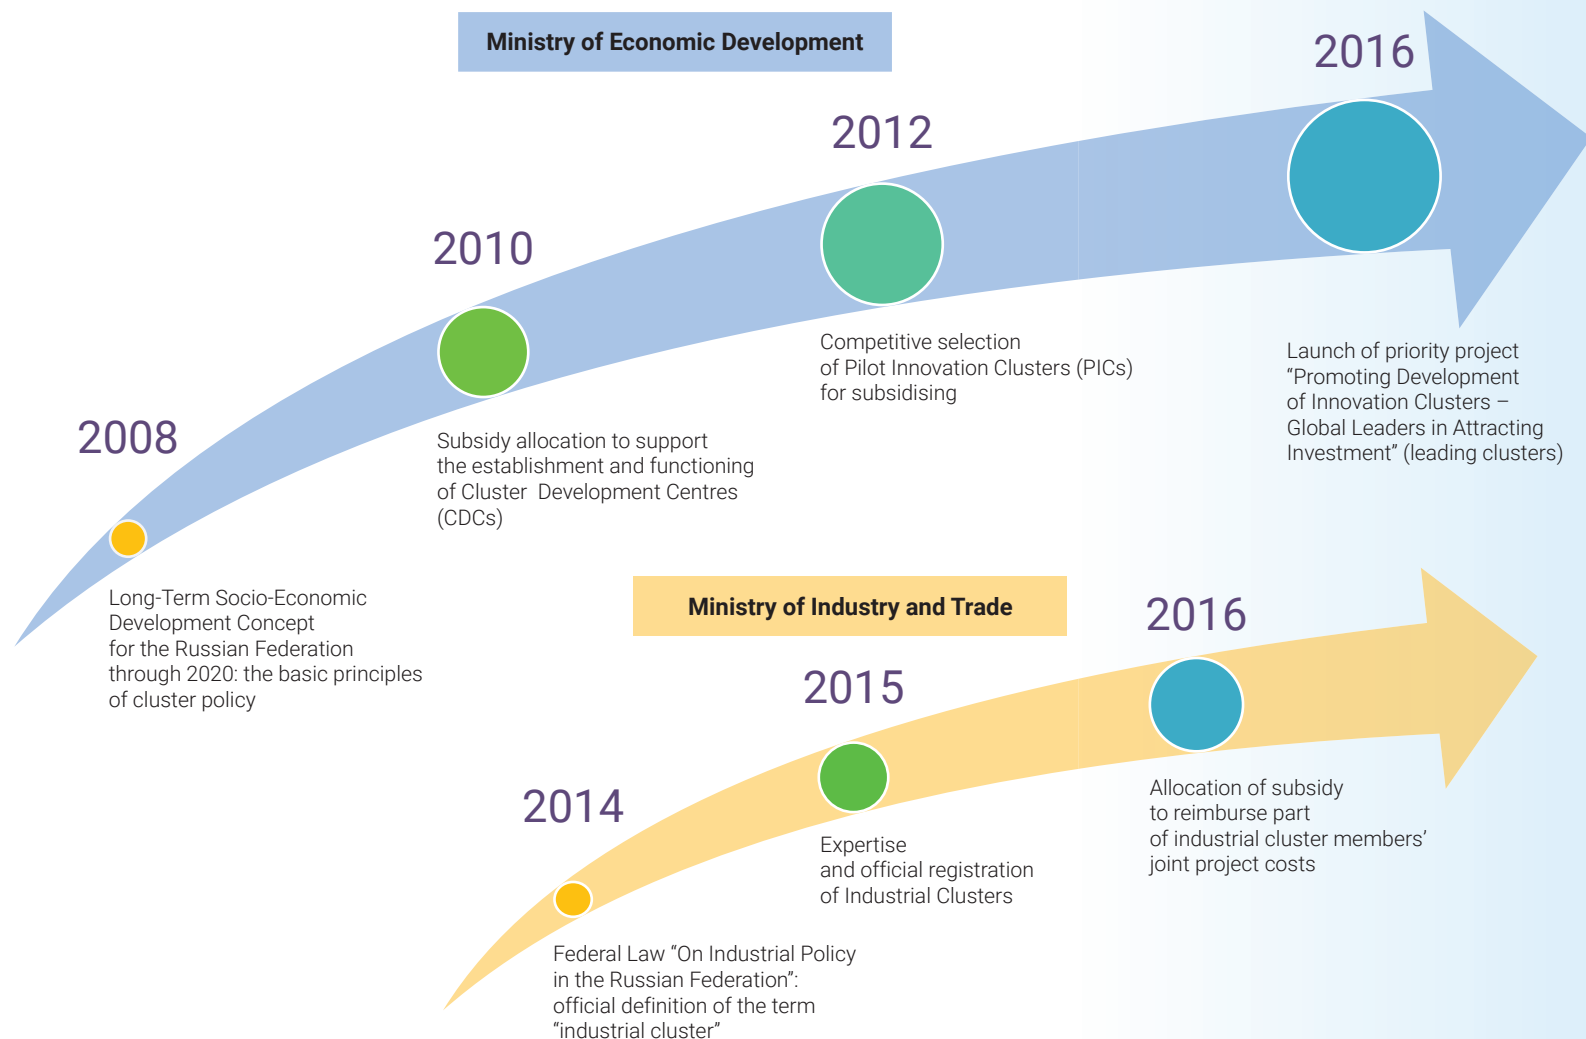 Ministry of Economic Development
2008
Long-Term Socio-Economic
Development Concept
for the Russian Federation
through 2020: the basic principles
of cluster policy
2010
Subsidy allocation to support
the establishment and functioning
of Cluster Development Centres
(CDCs)
2012
Competitive selection
of Pilot Innovation Clusters (PICs)
for subsidising
2016
Launch of priority project
“Promoting Development
of Innovation Clusters –
Global Leaders in Attracting
Investment” (leading clusters)
Ministry of Industry and Trade
2014
Federal Law “On Industrial Policy
in the Russian Federation”:
official definition of the term
“industrial cluster”
2015
Expertise
and official registration
of Industrial Clusters
2016
Allocation of subsidy
to reimburse part
of industrial cluster members’
joint project costs